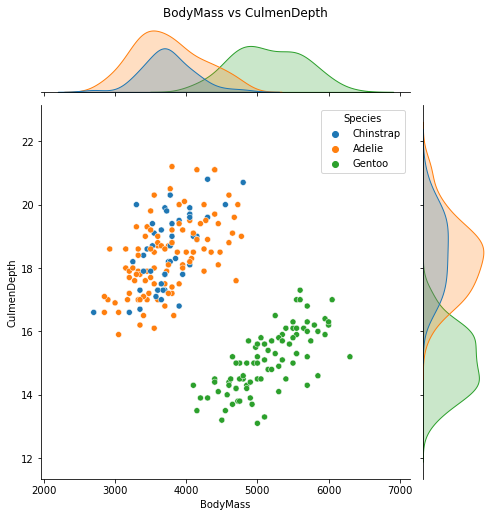 BodyMass vs CulmenDepth
Species
Chinstrap
Adelie
Gentoo
22
20
18
16
14
12
CulmenDepth
2000 3000 4000 5000 6000 7000
BodyMass